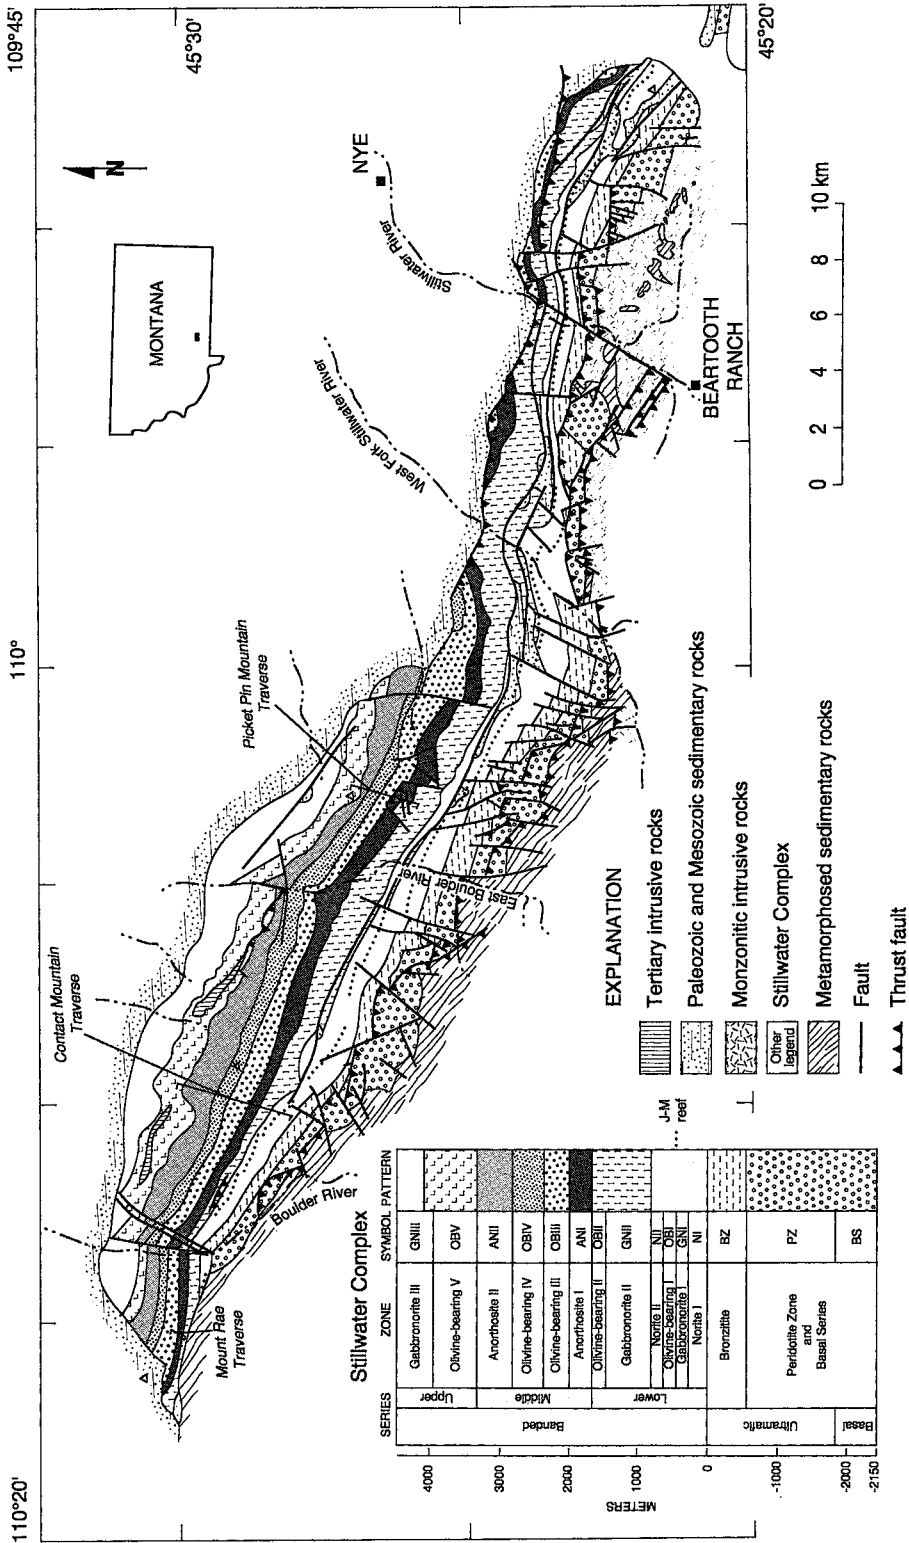 110°20'
110°
109°45'
45°30'
45°20'
MONTANA
N
NYE
Stillwater River
West Fork Stillwater River
BEARTOOTH
RANCH
Picket Pin Mountain
Traverse
Contact Mountain
Traverse
Mount Rae
Traverse
Boulder River
East Boulder River
0 2 4 6 8 10 km
Stillwater Complex
SERIES ZONE SYMBOL PATTERN
METERS
4000
3000
2000
1000
0
-1000
-2000
-2150
Banded
Ultramafic
Basal
Upper
Middle
Lower
Gabbronorite III GNIII
Olivine-bearing V OBV
Anorthosite II ANII
Olivine-bearing IV OBIV
Olivine-bearing III OBIII
Anorthosite I ANI
Olivine-bearing II OBII
Gabbronorite II GNII
Norite II NII
Olivine-bearing I OBI
Gabbronorite I GNI
Norite I NI
Bronzitite BZ
Peridotite Zone
and
Basal Series
PZ
BS
J-M
reef
EXPLANATION
Tertiary intrusive rocks
Paleozoic and Mesozoic sedimentary rocks
Monzonitic intrusive rocks
Other
legend
Stillwater Complex
Metamorphosed sedimentary rocks
Fault
Thrust fault